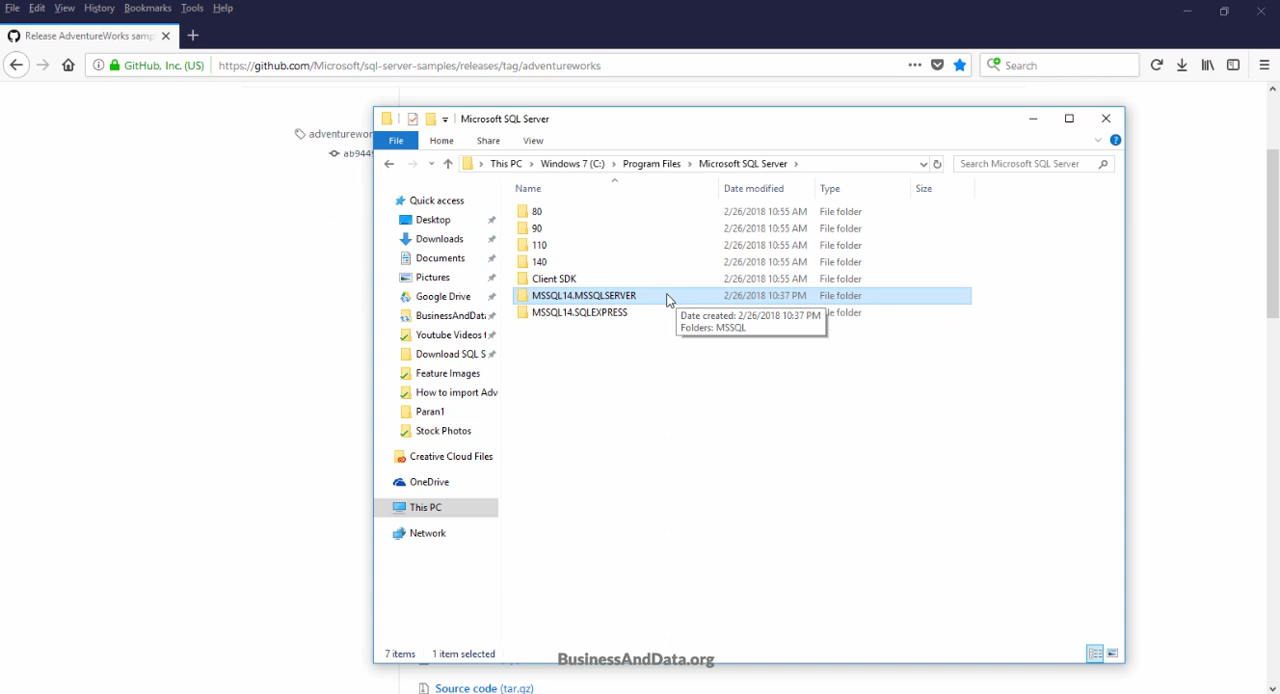 File Edit View History Bookmarks Tools Help
Release AdventureWorks samp
GitHub, Inc. (US) https://github.com/Microsoft/sql-server-samples/releases/tag/adventureworks Search
Microsoft SQL Server
File Home Share View
This PC > Windows 7 (C:) > Program Files > Microsoft SQL Server > Search Microsoft SQL Server
Name Date modified Type Size
80 2/26/2018 10:55 AM File folder
90 2/26/2018 10:55 AM File folder
110 2/26/2018 10:55 AM File folder
140 2/26/2018 10:55 AM File folder
Client SDK 2/26/2018 10:55 AM File folder
MSSQL14.MSSQLSERVER 2/26/2018 10:37 PM File folder
MSSQL14.SQLEXPRESS le folder
Date created: 2/26/2018 10:37 PM
Folders: MSSQL
Quick access
Desktop
Downloads
Documents
Pictures
Google Drive
BusinessAndData
Youtube Videos f
Download SQL S
Feature Images
How to import Adv
Paran1
Stock Photos
Creative Cloud Files
OneDrive
This PC
Network
adventurewor
ab944
7 items 1 item selected
BusinessAndData.org
Source code (tar.gz)